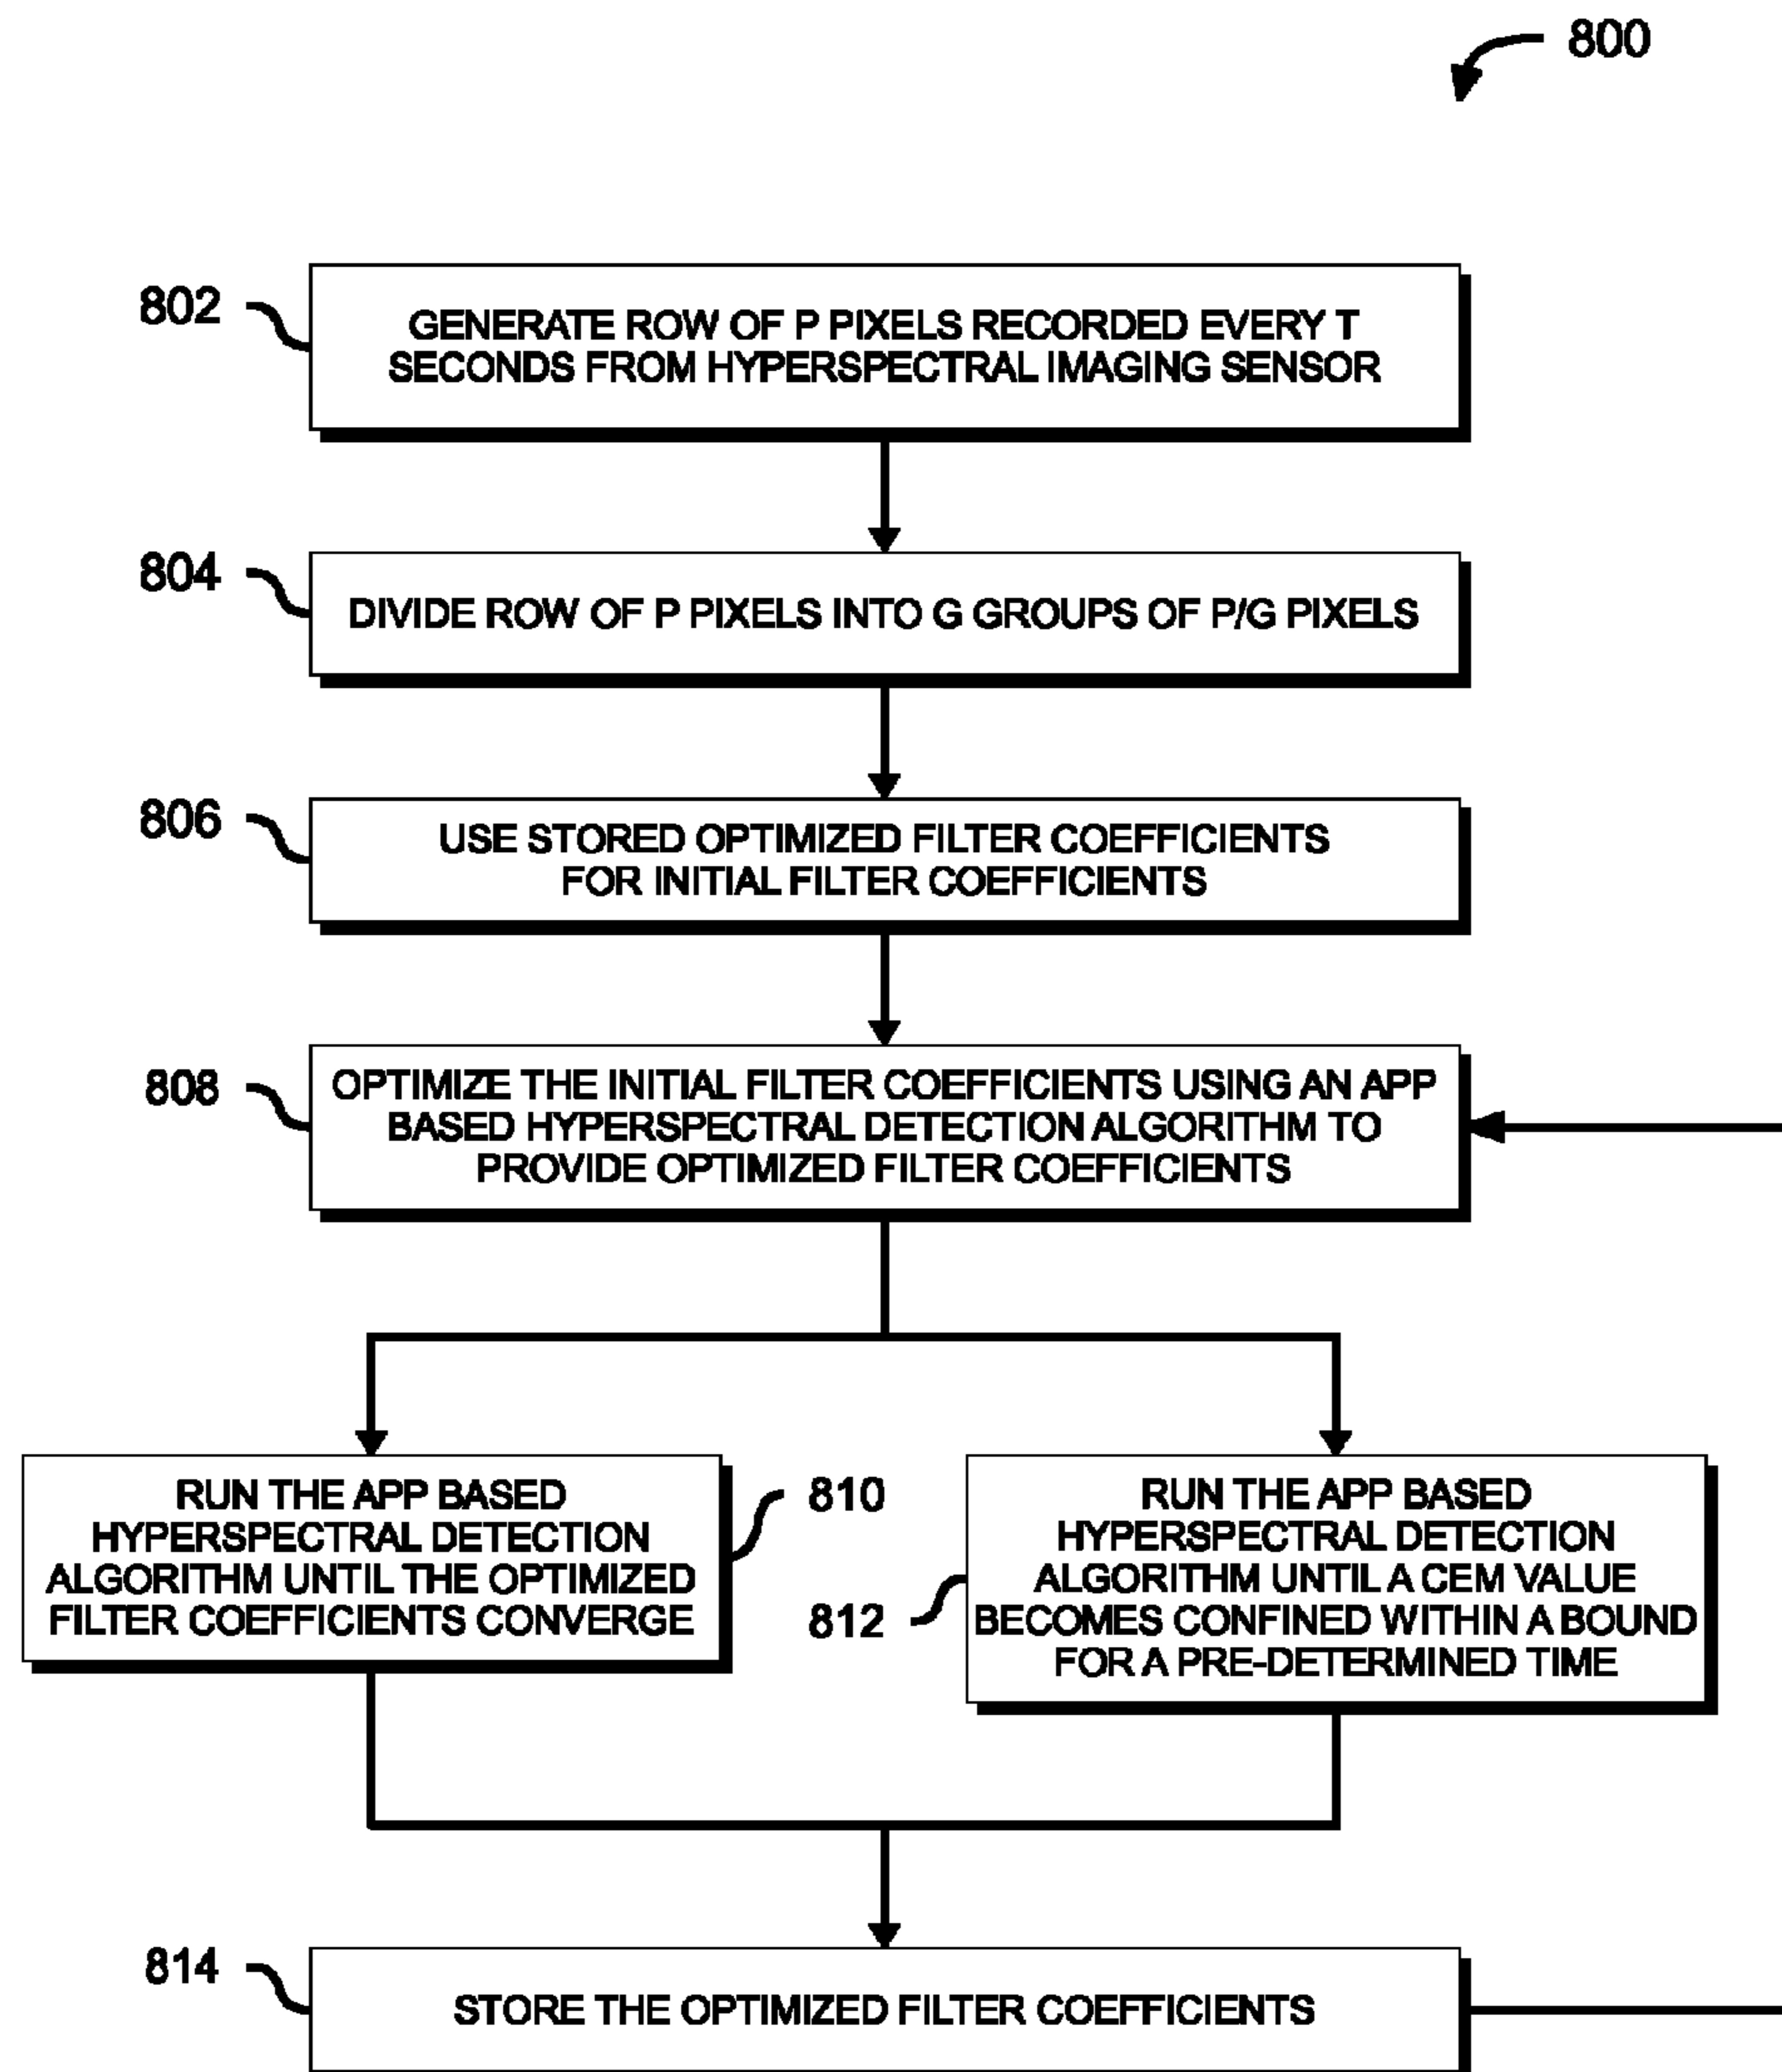 800
802
GENERATE ROW OF P PIXELS RECORDED EVERY T
SECONDS FROM HYPERSPECTRAL IMAGING SENSOR
804
DIVIDE ROW OF P PIXELS INTO G GROUPS OF P/G PIXELS
806
USE STORED OPTIMIZED FILTER COEFFICIENTS
FOR INITIAL FILTER COEFFICIENTS
808
OPTIMIZE THE INITIAL FILTER COEFFICIENTS USING AN APP
BASED HYPERSPECTRAL DETECTION ALGORITHM TO
PROVIDE OPTIMIZED FILTER COEFFICIENTS
RUN THE APP BASED
HYPERSPECTRAL DETECTION
ALGORITHM UNTIL THE OPTIMIZED
FILTER COEFFICIENTS CONVERGE
810
812
RUN THE APP BASED
HYPERSPECTRAL DETECTION
ALGORITHM UNTIL A CEM VALUE
BECOMES CONFINED WITHIN A BOUND
FOR A PRE-DETERMINED TIME
814
STORE THE OPTIMIZED FILTER COEFFICIENTS